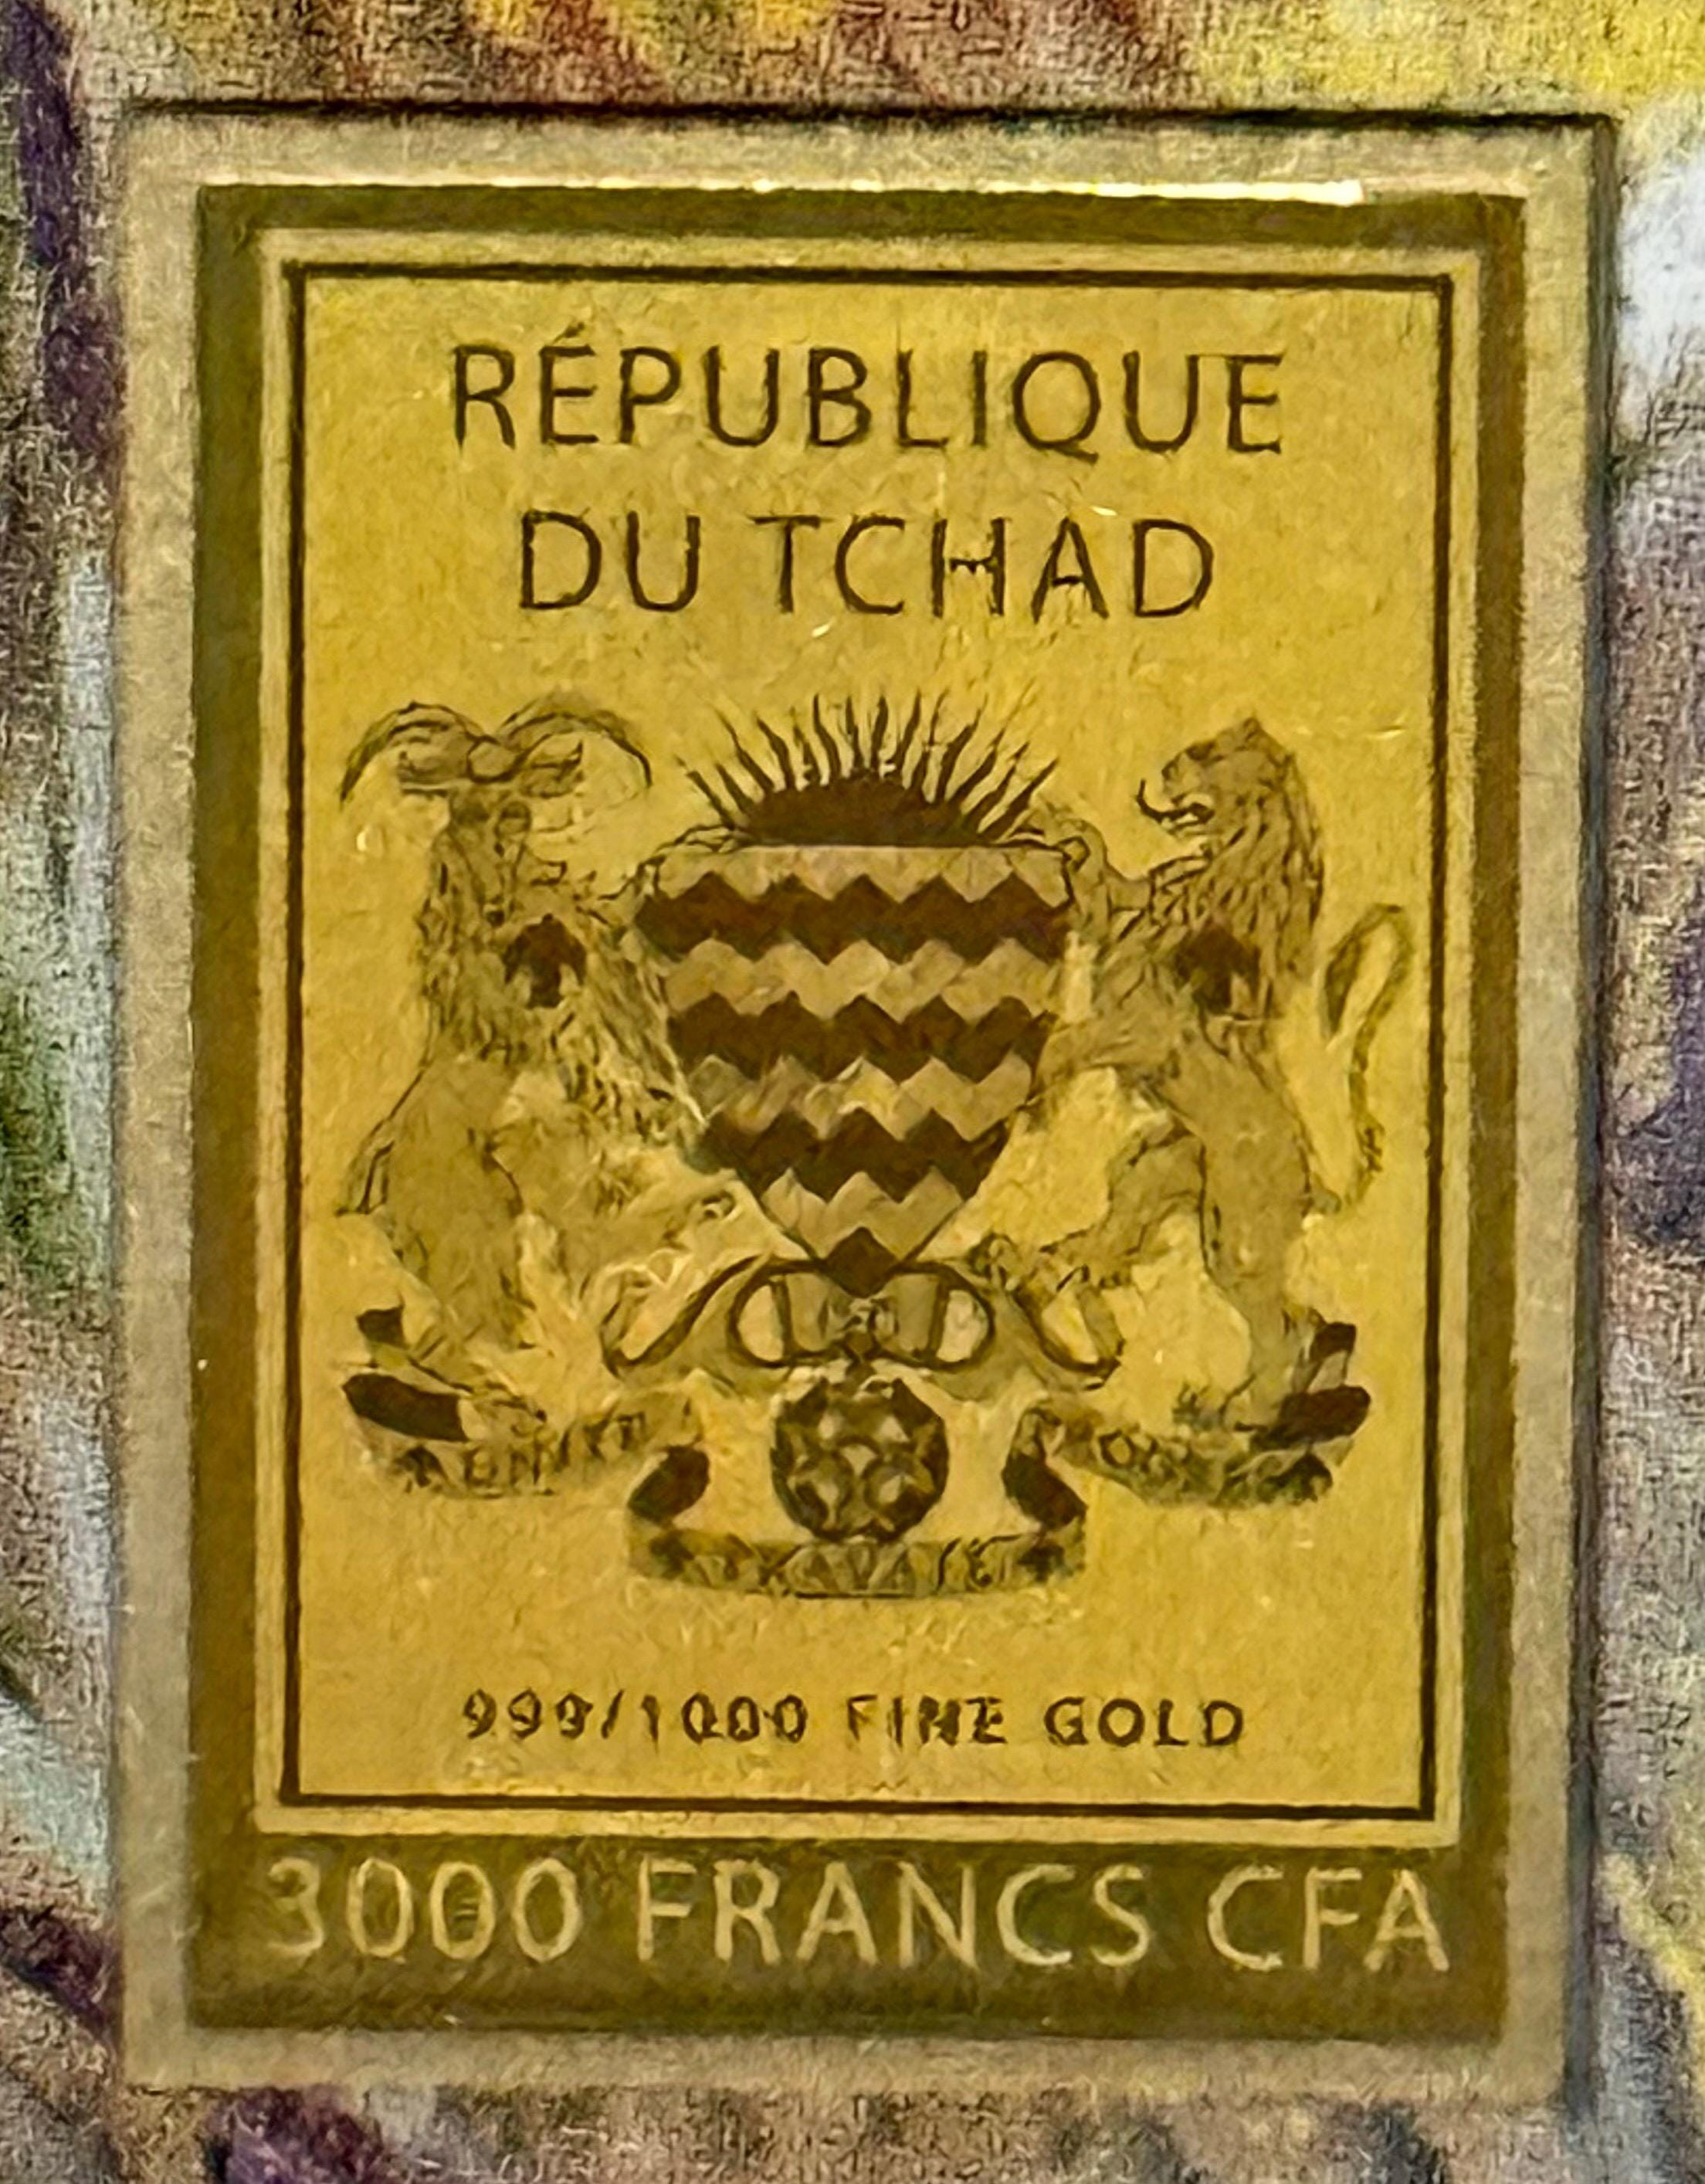 RÉPUBLIQUE
DU TCHAD
999/1000 FINE GOLD
3000 FRANCS CFA